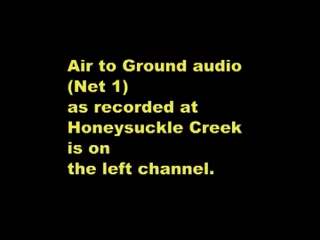 Air to Ground audio
(Net 1)
as recorded at
Honeysuckle Creek
is on
the left channel.